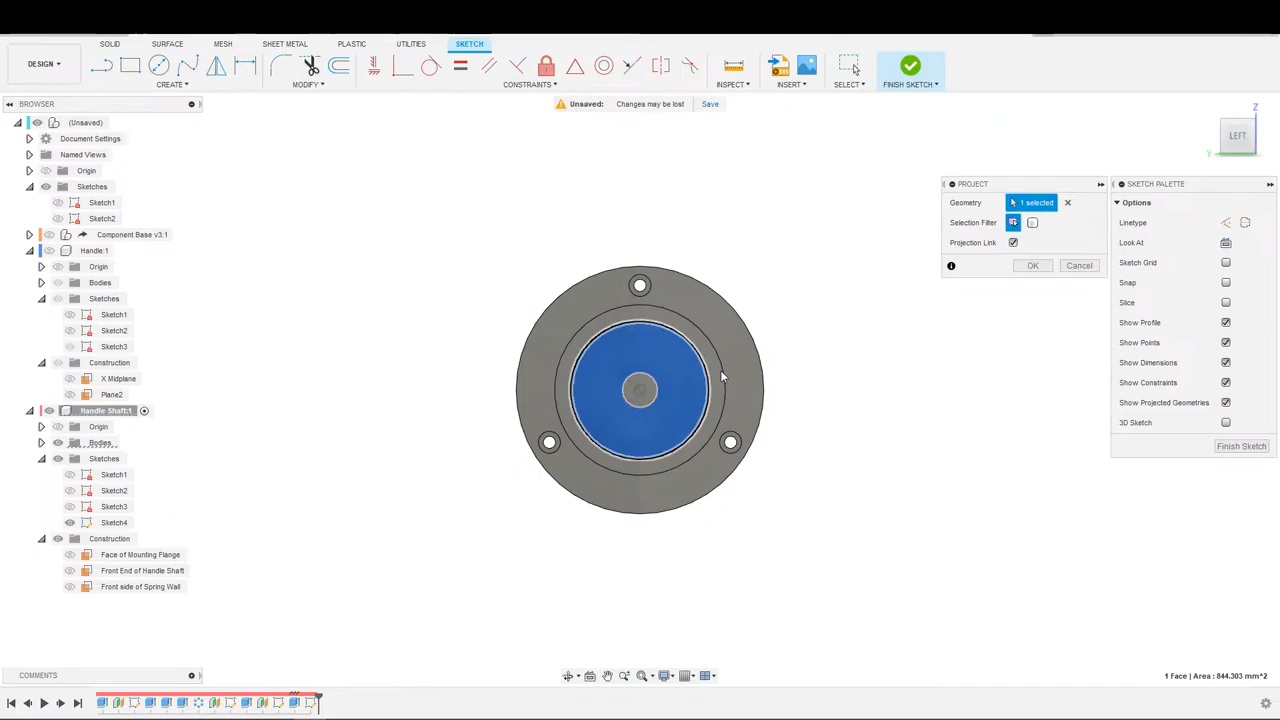 SOLID SURFACE MESH SHEET METAL PLASTIC UTILITIES SKETCH
DESIGN
CREATE MODIFY CONSTRAINTS INSPECT INSERT SELECT FINISH SKETCH
BROWSER
Unsaved: Changes may be lost Save
(Unsaved)
Document Settings
Named Views
Origin
Sketches
Sketch1
Sketch2
Component Base v3:1
Handle:1
Origin
Bodies
Sketches
Sketch1
Sketch2
Sketch3
Construction
X Midplane
Plane2
Handle Shaft:1
Origin
Bodies
Sketches
Sketch1
Sketch2
Sketch3
Sketch4
Construction
Face of Mounting Flange
Front End of Handle Shaft
Front side of Spring Wall
Z
LEFT
Y
PROJECT
Geometry 1 selected
Selection Filter
Projection Link
OK Cancel
SKETCH PALETTE
Options
Linetype
Look At
Sketch Grid
Snap
Slice
Show Profile
Show Points
Show Dimensions
Show Constraints
Show Projected Geometries
3D Sketch
Finish Sketch
COMMENTS
1 Face | Area : 844.303 mm^2